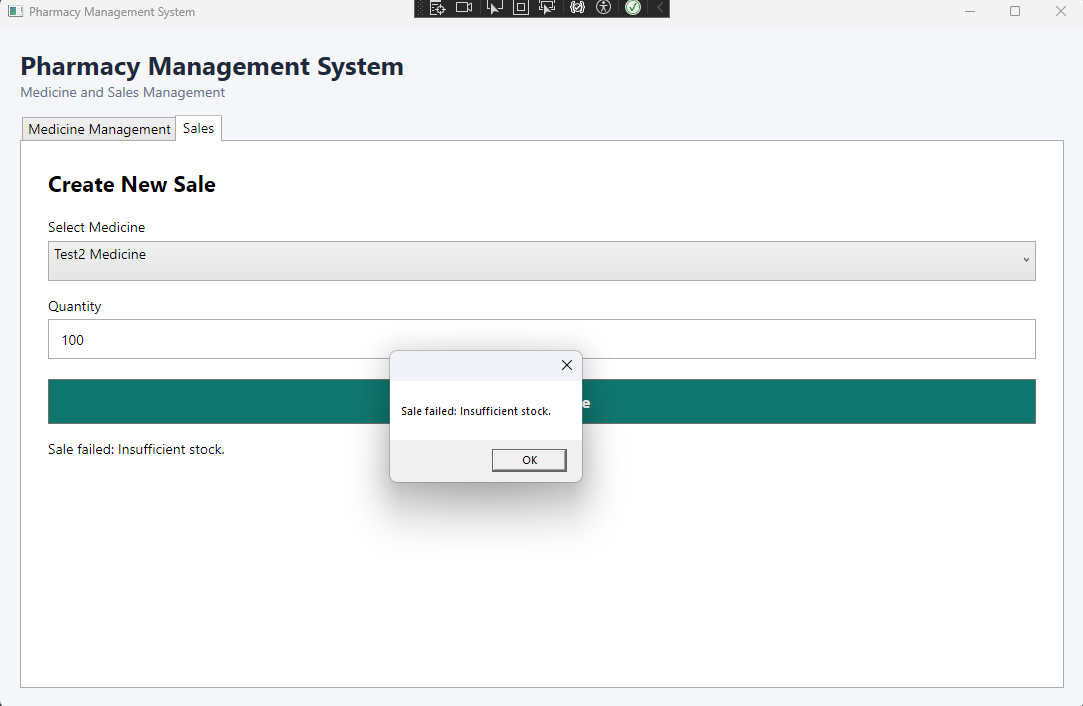 Pharmacy Management System
Pharmacy Management System
Medicine and Sales Management
Medicine Management
Sales
Create New Sale
Select Medicine
Test2 Medicine
Quantity
100
Sale failed: Insufficient stock.
OK
Sale failed: Insufficient stock.